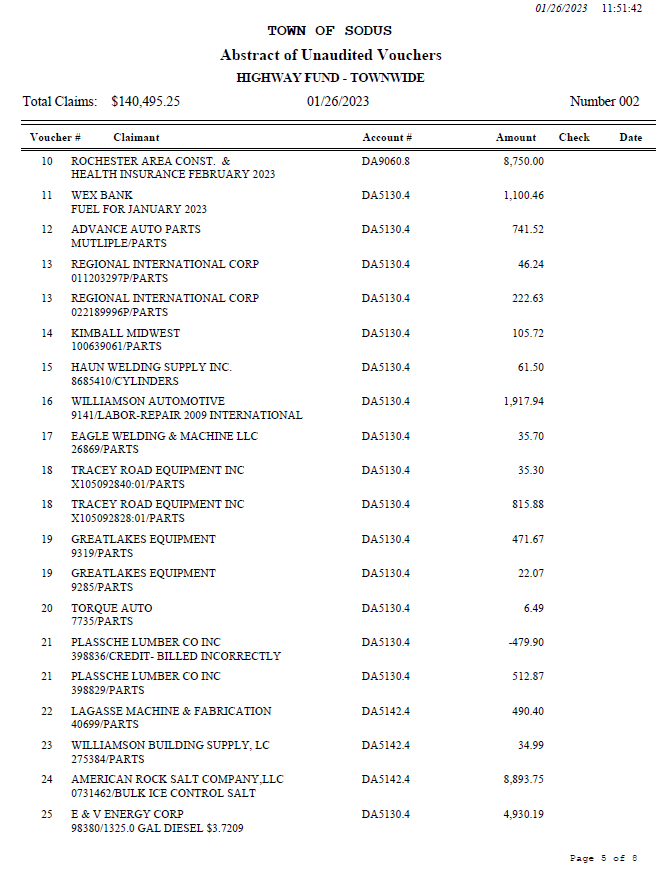 01/26/2023 11:51:42
TOWN OF SODUS
Abstract of Unaudited Vouchers
HIGHWAY FUND - TOWNWIDE
Total Claims: $140,495.25 01/26/2023 Number 002
Voucher # Claimant Account # Amount Check Date
10 ROCHESTER AREA CONST. & DA9060.8 8,750.00
HEALTH INSURANCE FEBRUARY 2023
11 WEX BANK DA5130.4 1,100.46
FUEL FOR JANUARY 2023
12 ADVANCE AUTO PARTS DA5130.4 741.52
MUTLIPLE/PARTS
13 REGIONAL INTERNATIONAL CORP DA5130.4 46.24
011203297P/PARTS
13 REGIONAL INTERNATIONAL CORP DA5130.4 222.63
022189996P/PARTS
14 KIMBALL MIDWEST DA5130.4 105.72
100639061/PARTS
15 HAUN WELDING SUPPLY INC. DA5130.4 61.50
8685410/CYLINDERS
16 WILLIAMSON AUTOMOTIVE DA5130.4 1,917.94
9141/LABOR-REPAIR 2009 INTERNATIONAL
17 EAGLE WELDING & MACHINE LLC DA5130.4 35.70
26869/PARTS
18 TRACEY ROAD EQUIPMENT INC DA5130.4 35.30
X105092840:01/PARTS
18 TRACEY ROAD EQUIPMENT INC DA5130.4 815.88
X105092828:01/PARTS
19 GREATLAKES EQUIPMENT DA5130.4 471.67
9319/PARTS
19 GREATLAKES EQUIPMENT DA5130.4 22.07
9285/PARTS
20 TORQUE AUTO DA5130.4 6.49
7735/PARTS
21 PLASSCHE LUMBER CO INC DA5130.4 -479.90
398836/CREDIT- BILLED INCORRECTLY
21 PLASSCHE LUMBER CO INC DA5130.4 512.87
398829/PARTS
22 LAGASSE MACHINE & FABRICATION DA5142.4 490.40
40699/PARTS
23 WILLIAMSON BUILDING SUPPLY, LC DA5142.4 34.99
275384/PARTS
24 AMERICAN ROCK SALT COMPANY,LLC DA5142.4 8,893.75
0731462/BULK ICE CONTROL SALT
25 E & V ENERGY CORP DA5130.4 4,930.19
98380/1325.0 GAL DIESEL $3.7209
Page 5 of 8